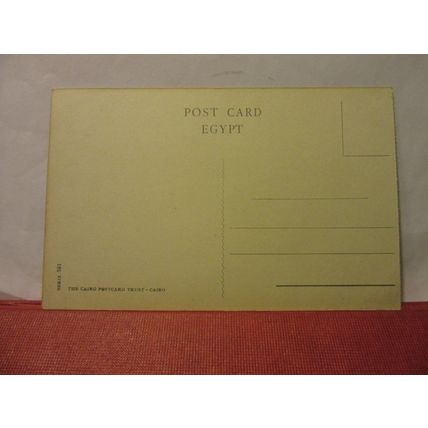 POST CARD
EGYPT
THE CAIRO POSTCARD TRUST - CAIRO